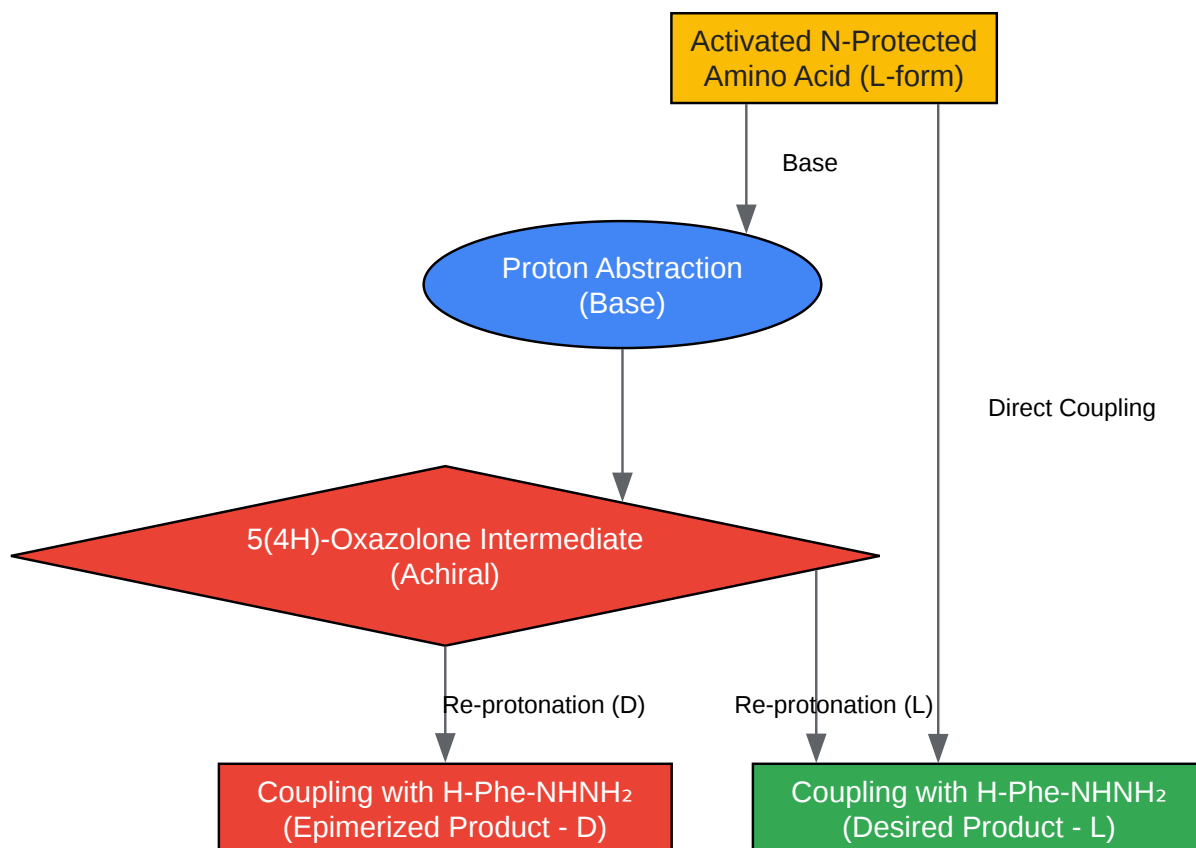 Activated N-Protected
Amino Acid (L-form)
Base
Proton Abstraction
(Base)
Direct Coupling
5(4H)-Oxazolone Intermediate
(Achiral)
Re-protonation (D)
Re-protonation (L)
Coupling with H-Phe-NHNH₂
(Epimerized Product - D)
Coupling with H-Phe-NHNH₂
(Desired Product - L)